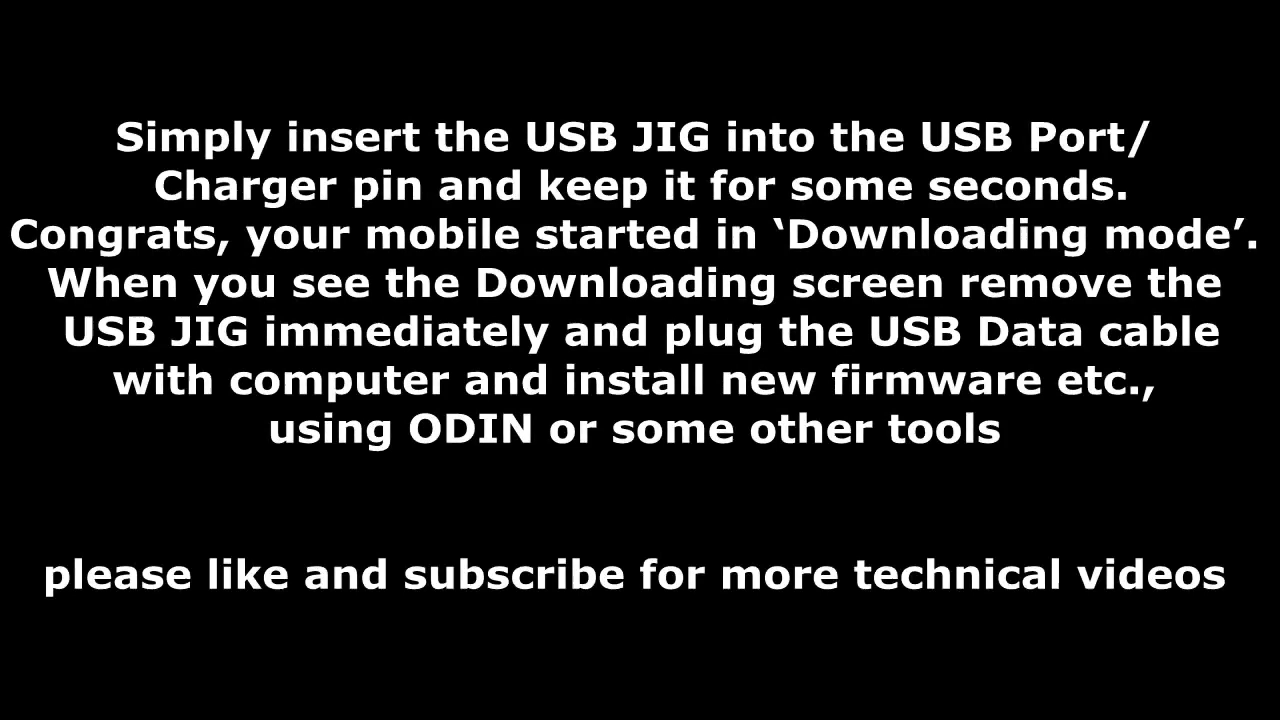 Simply insert the USB JIG into the USB Port/
Charger pin and keep it for some seconds.
Congrats, your mobile started in ‘Downloading mode’.
When you see the Downloading screen remove the
USB JIG immediately and plug the USB Data cable
with computer and install new firmware etc.,
using ODIN or some other tools
please like and subscribe for more technical videos